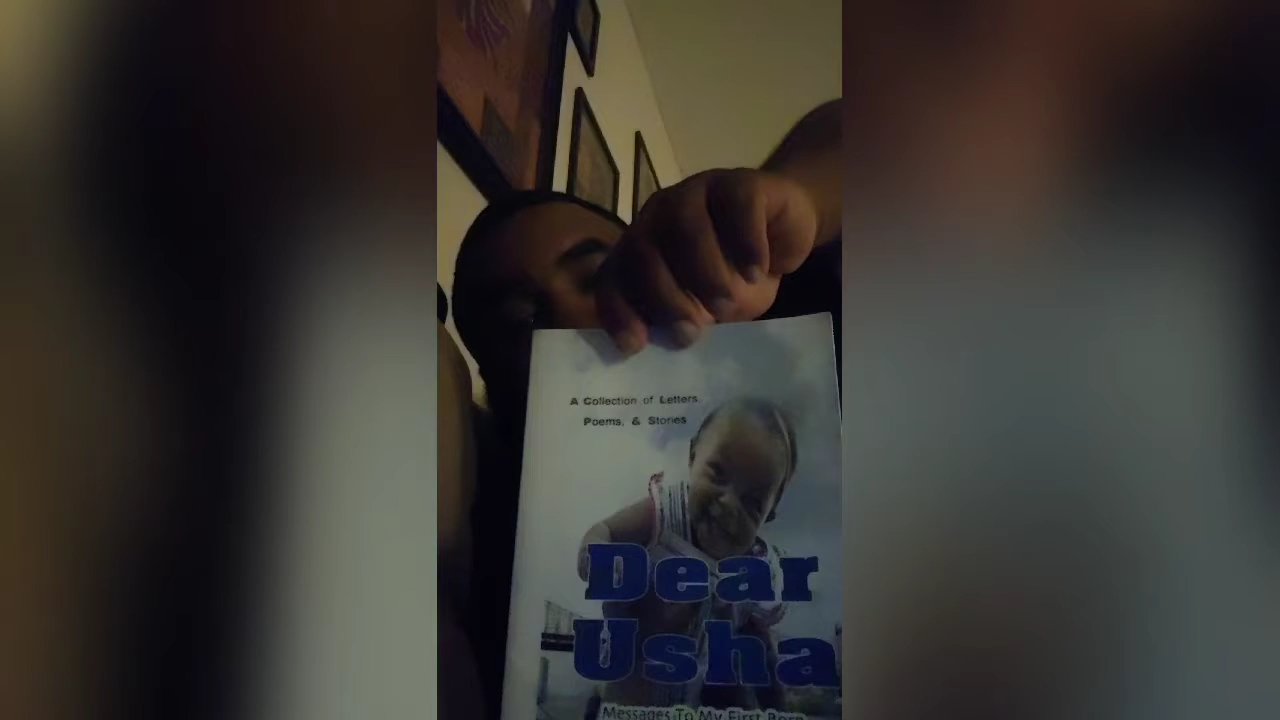 A Collection of Letters,
Poems, & Stories
Dear
Usha
Messages To My First Born